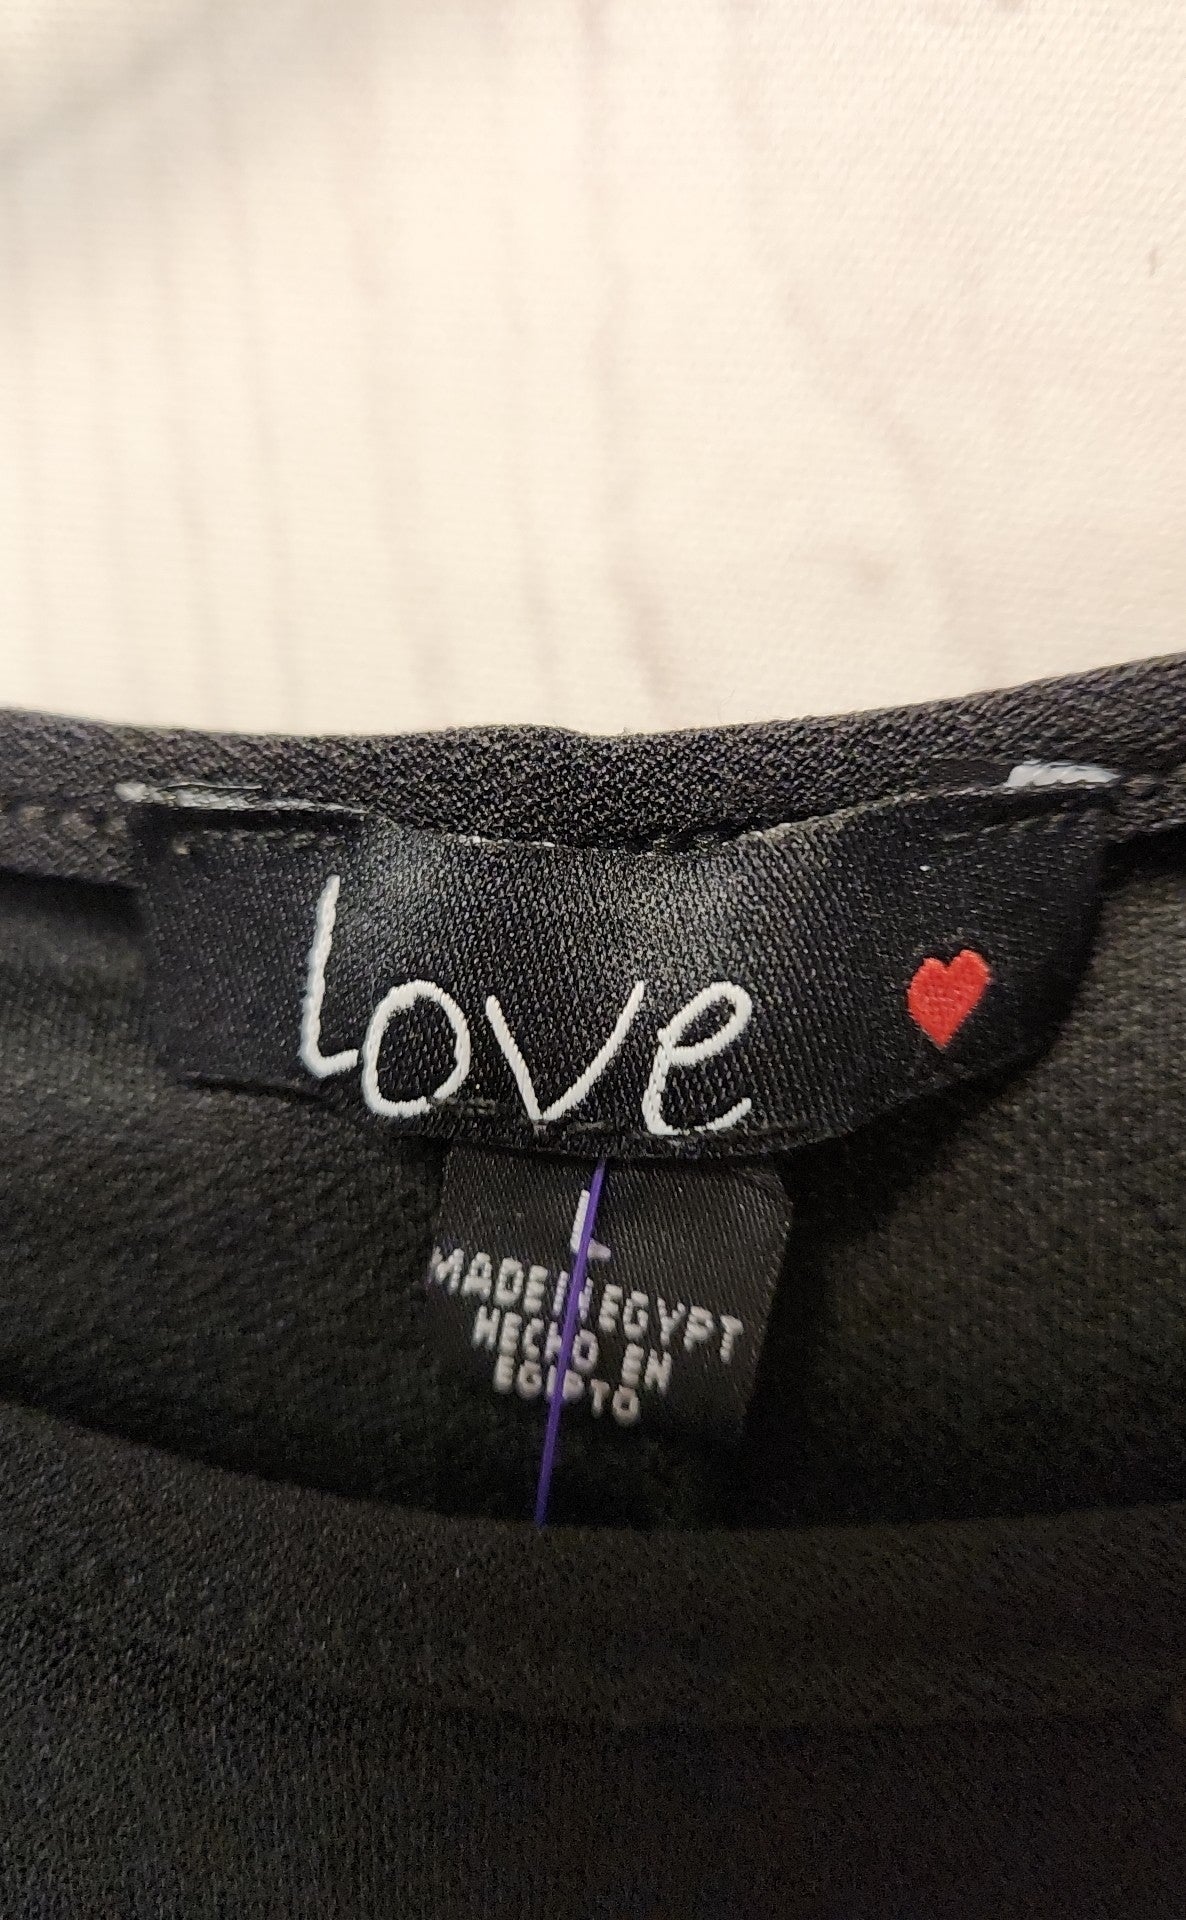 love
L
MADE IN EGYPT
HECHO EN
EGIPTO